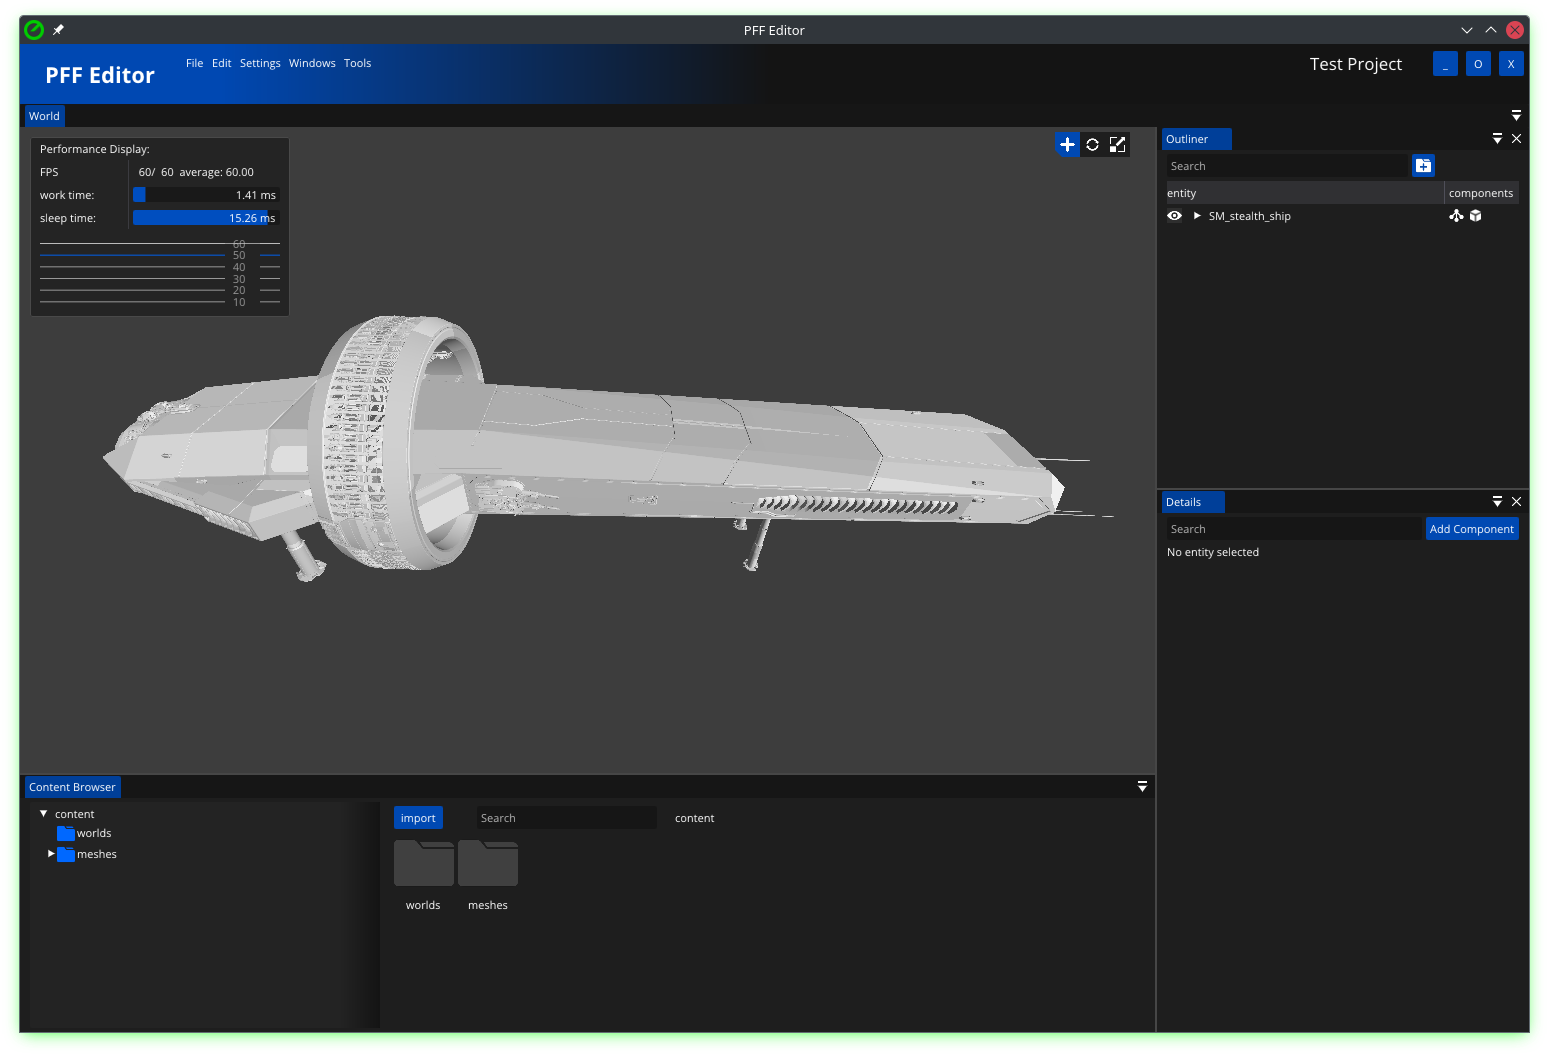 PFF Editor
PFF Editor
File Edit Settings Windows Tools
Test Project
_ O X
World
Performance Display:
FPS 60/ 60 average: 60.00
work time: 1.41 ms
sleep time: 15.26 ms
60
50
40
30
20
10
Outliner
Search
entity components
SM_stealth_ship
Details
Search Add Component
No entity selected
Content Browser
content
worlds
meshes
import Search content
worlds meshes